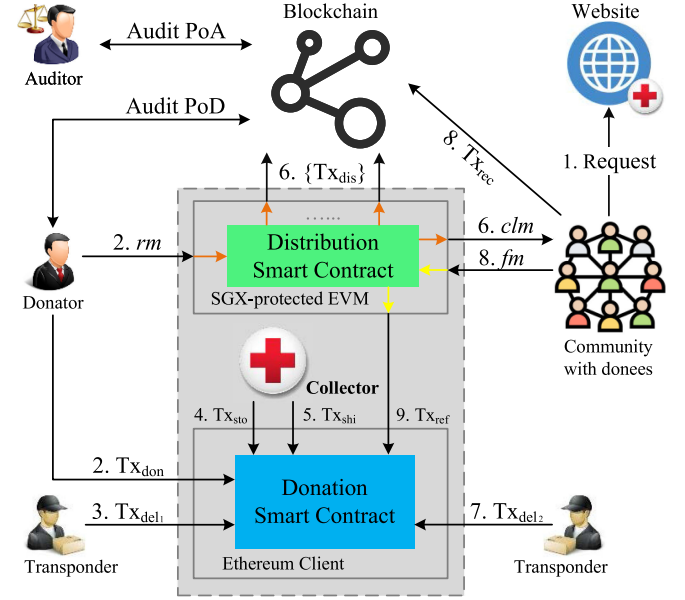 Blockchain
Website
Audit PoA
Auditor
Audit PoD
8. Tx_rec
1. Request
6. {Tx_dis}
......
2. rm
Distribution
Smart Contract
6. clm
8. fm
SGX-protected EVM
Donator
Community
with donees
Collector
4. Tx_sto
5. Tx_shi
9. Tx_ref
2. Tx_don
Donation
Smart Contract
3. Tx_del₁
7. Tx_del₂
Transponder
Ethereum Client
Transponder